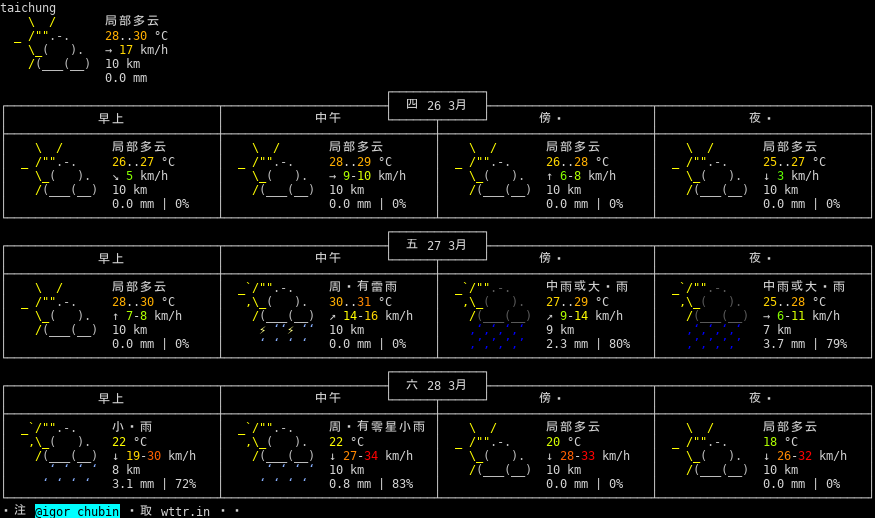 taichung
局部多云
28..30 °C
→ 17 km/h
10 km
0.0 mm
四 26 3月
早上 中午 傍・ 夜・
局部多云 局部多云 局部多云 局部多云
26..27 °C 28..29 °C 26..28 °C 25..27 °C
↘ 5 km/h → 9-10 km/h ↑ 6-8 km/h ↓ 3 km/h
10 km 10 km 10 km 10 km
0.0 mm | 0% 0.0 mm | 0% 0.0 mm | 0% 0.0 mm | 0%
五 27 3月
早上 中午 傍・ 夜・
局部多云 周・有雷雨 中雨或大・雨 中雨或大・雨
28..30 °C 30..31 °C 27..29 °C 25..28 °C
↑ 7-8 km/h ↗ 14-16 km/h ↗ 9-14 km/h → 6-11 km/h
10 km 10 km 9 km 7 km
0.0 mm | 0% 0.0 mm | 0% 2.3 mm | 80% 3.7 mm | 79%
六 28 3月
早上 中午 傍・ 夜・
小・雨 周・有零星小雨 局部多云 局部多云
22 °C 22 °C 20 °C 18 °C
↓ 19-30 km/h ↓ 27-34 km/h ↓ 28-33 km/h ↓ 26-32 km/h
8 km 10 km 10 km 10 km
3.1 mm | 72% 0.8 mm | 83% 0.0 mm | 0% 0.0 mm | 0%
・注 @igor_chubin ・取 wttr.in ・・